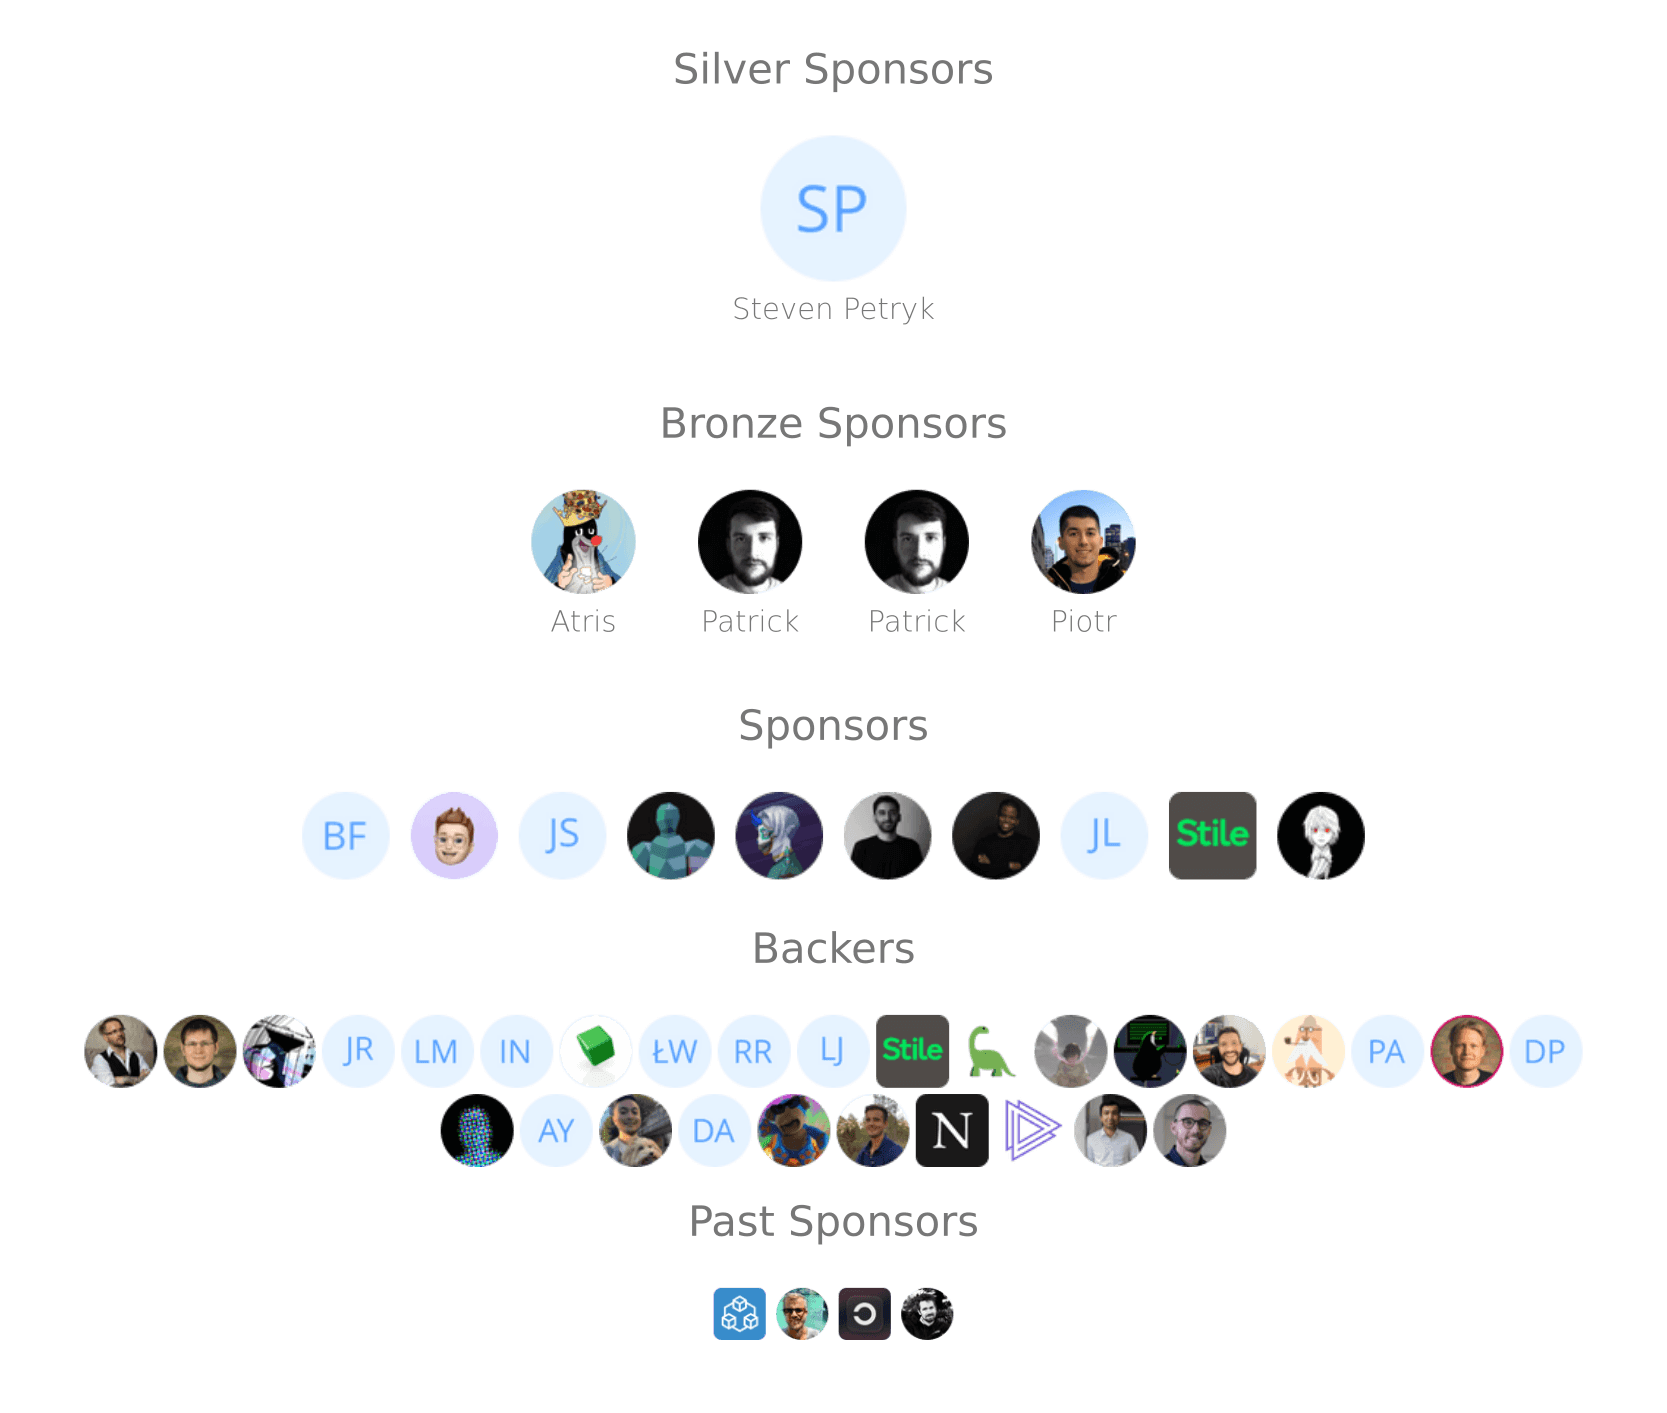 Silver Sponsors
SP
Steven Petryk
Bronze Sponsors
Atris Patrick Patrick Piotr
Sponsors
BF JS JL Stile
Backers
JR LM IN ŁW RR LJ Stile PA DP
AY DA N
Past Sponsors